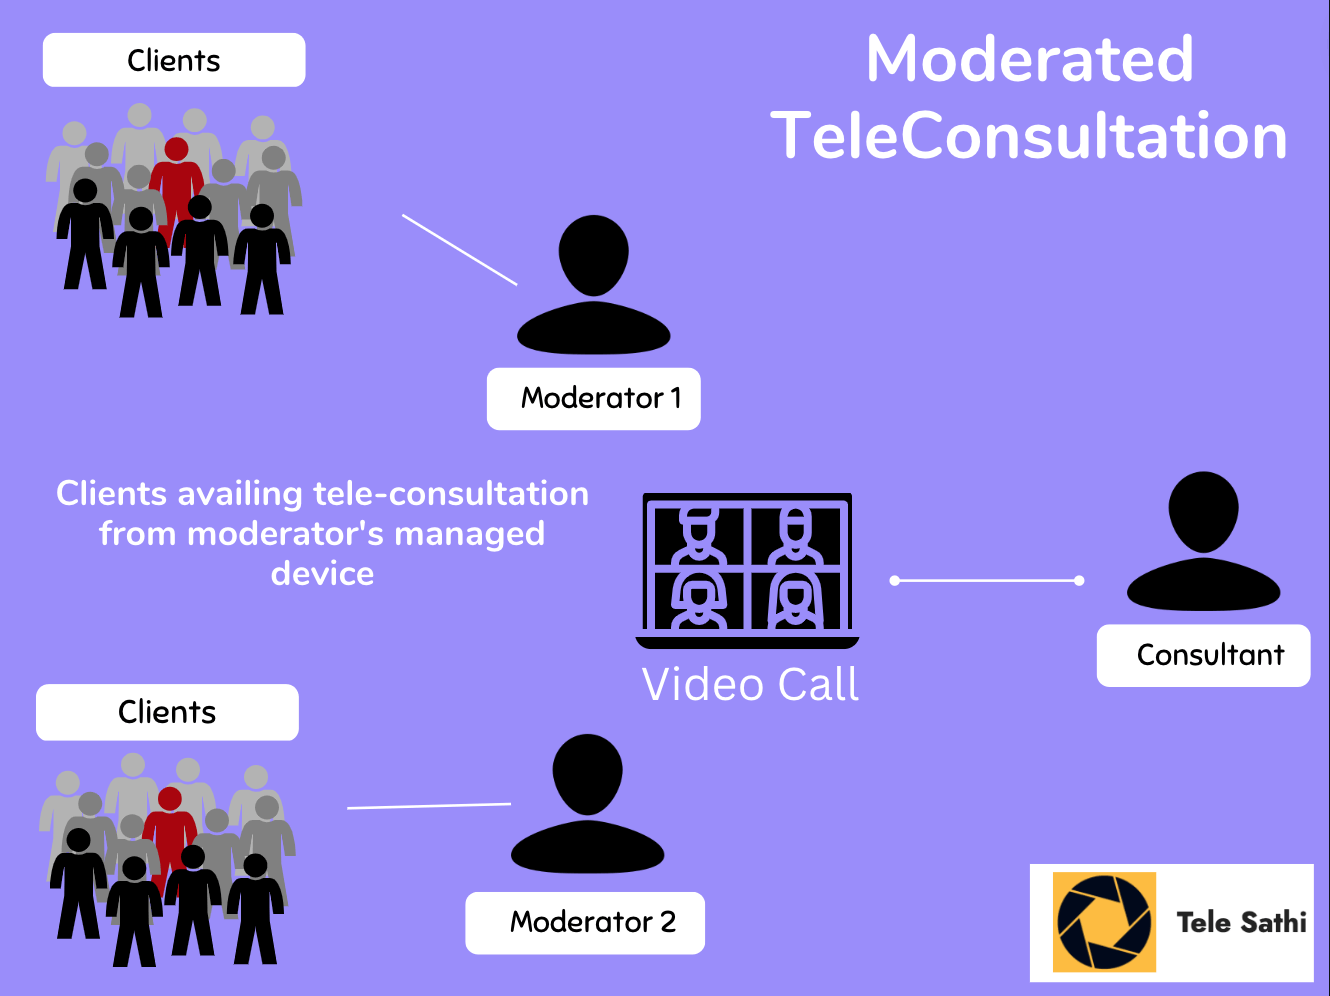 Clients
Moderated
TeleConsultation
Moderator 1
Clients availing tele-consultation
from moderator's managed
device
Video Call
Consultant
Clients
Moderator 2
Tele Sathi